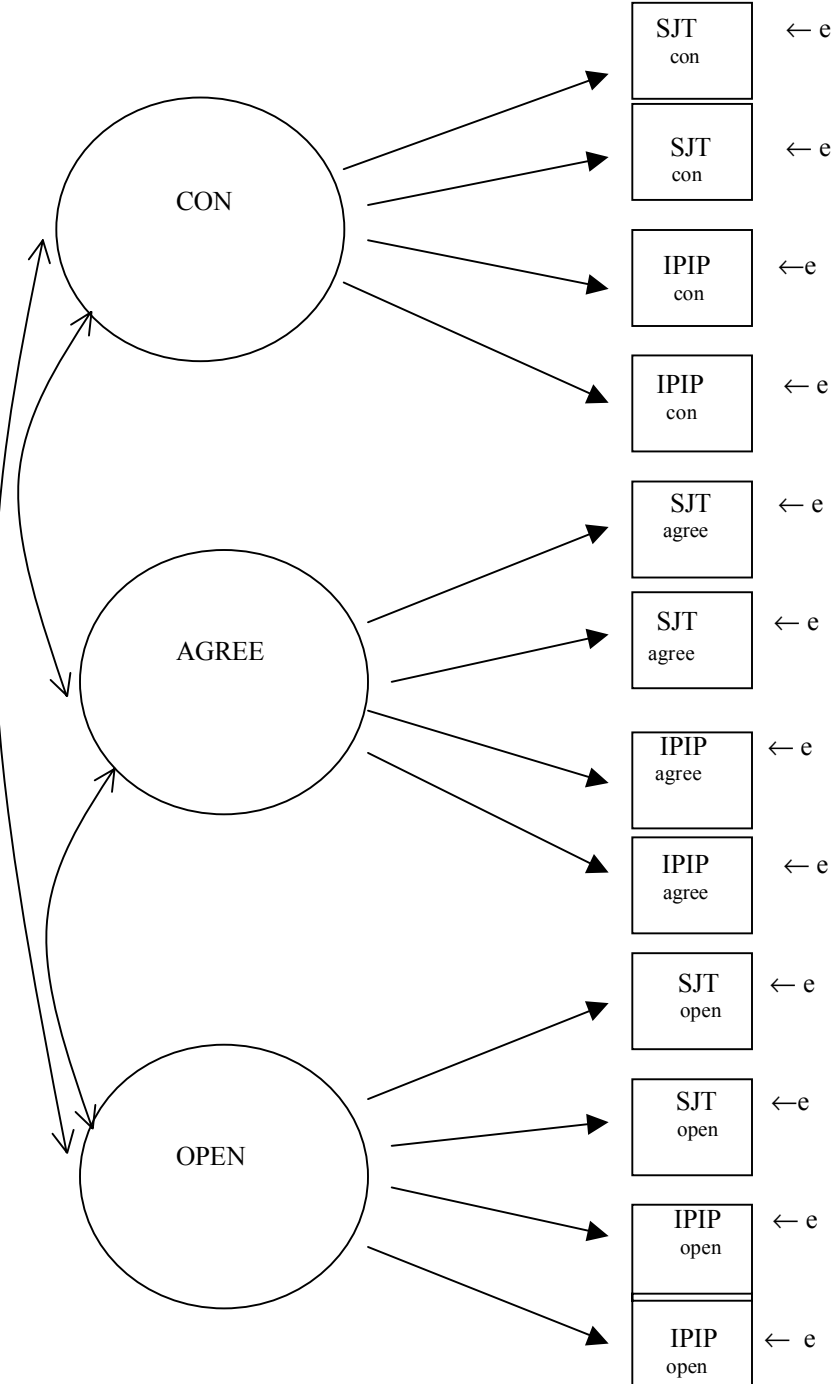 SJT ← e
con
SJT ← e
con
CON
IPIP ←e
con
IPIP ← e
con
SJT ← e
agree
SJT ← e
agree
AGREE
IPIP ← e
agree
IPIP ← e
agree
SJT ← e
open
SJT ←e
open
OPEN
IPIP ← e
open
IPIP ← e
open